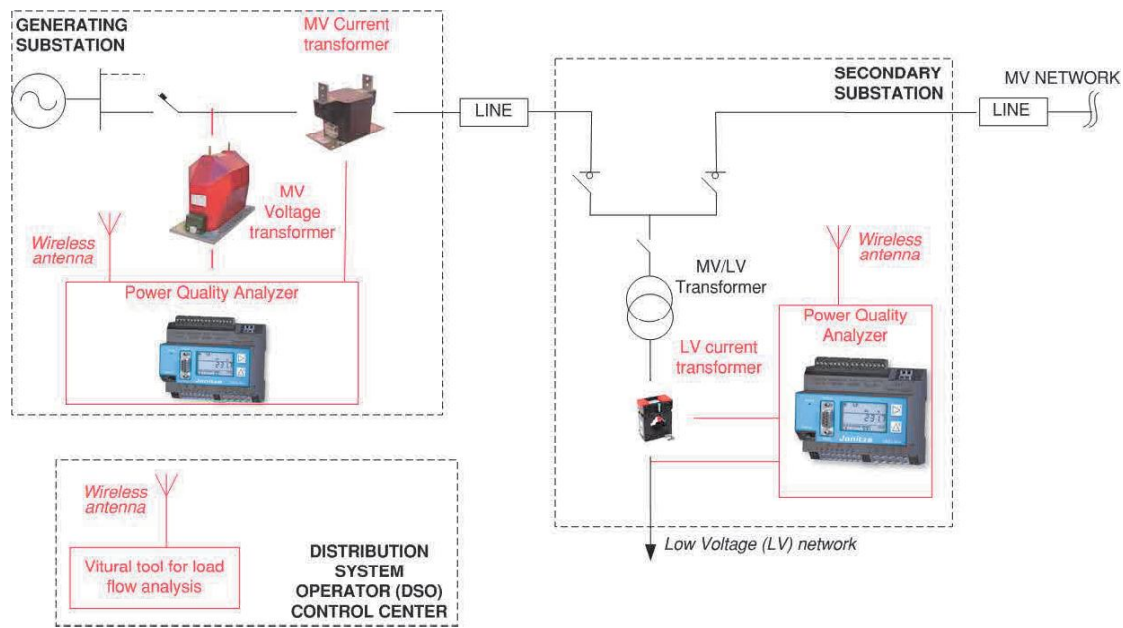 GENERATING
SUBSTATION
MV Current
transformer
MV
Voltage
transformer
Wireless
antenna
Power Quality Analyzer
LINE
SECONDARY
SUBSTATION
LINE
MV NETWORK
MV/LV
Transformer
LV current
transformer
Wireless
antenna
Power Quality
Analyzer
Janitza
Low Voltage (LV) network
Wireless
antenna
Vitural tool for load
flow analysis
DISTRIBUTION
SYSTEM
OPERATOR (DSO)
CONTROL CENTER